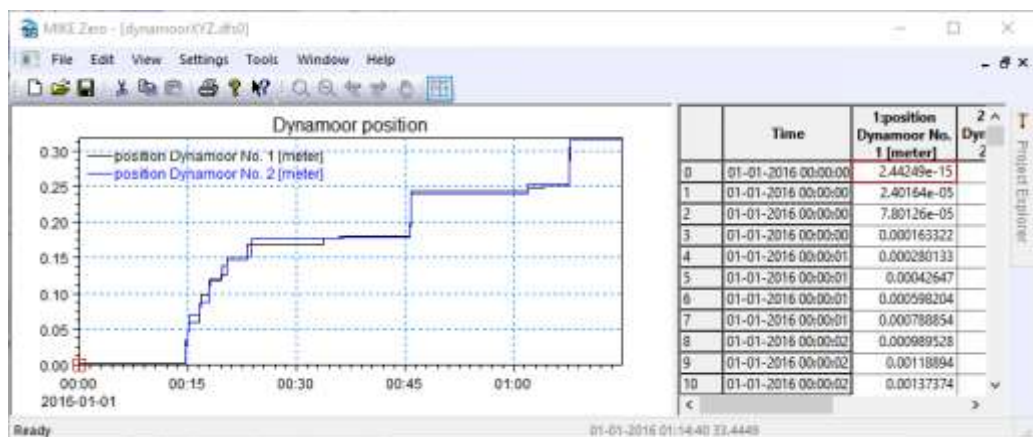 MIKE Zero - [dynamoorXYZ.dfs0]
File Edit View Settings Tools Window Help
Dynamoor position
position Dynamoor No. 1 [meter]
position Dynamoor No. 2 [meter]
0.30
0.25
0.20
0.15
0.10
0.05
0.00
00:00 00:15 00:30 00:45 01:00
2016-01-01
Time 1:position Dynamoor No. 1 [meter] 2
0 01-01-2016 00:00:00 2.44249e-15
1 01-01-2016 00:00:00 2.40164e-05
2 01-01-2016 00:00:00 7.80126e-05
3 01-01-2016 00:00:00 0.000163322
4 01-01-2016 00:00:01 0.000280133
5 01-01-2016 00:00:01 0.00042647
6 01-01-2016 00:00:01 0.000598204
7 01-01-2016 00:00:01 0.000788854
8 01-01-2016 00:00:02 0.000989528
9 01-01-2016 00:00:02 0.00118894
10 01-01-2016 00:00:02 0.00137374
Project Explorer
Ready
01-01-2016 01:14:40 33.4449